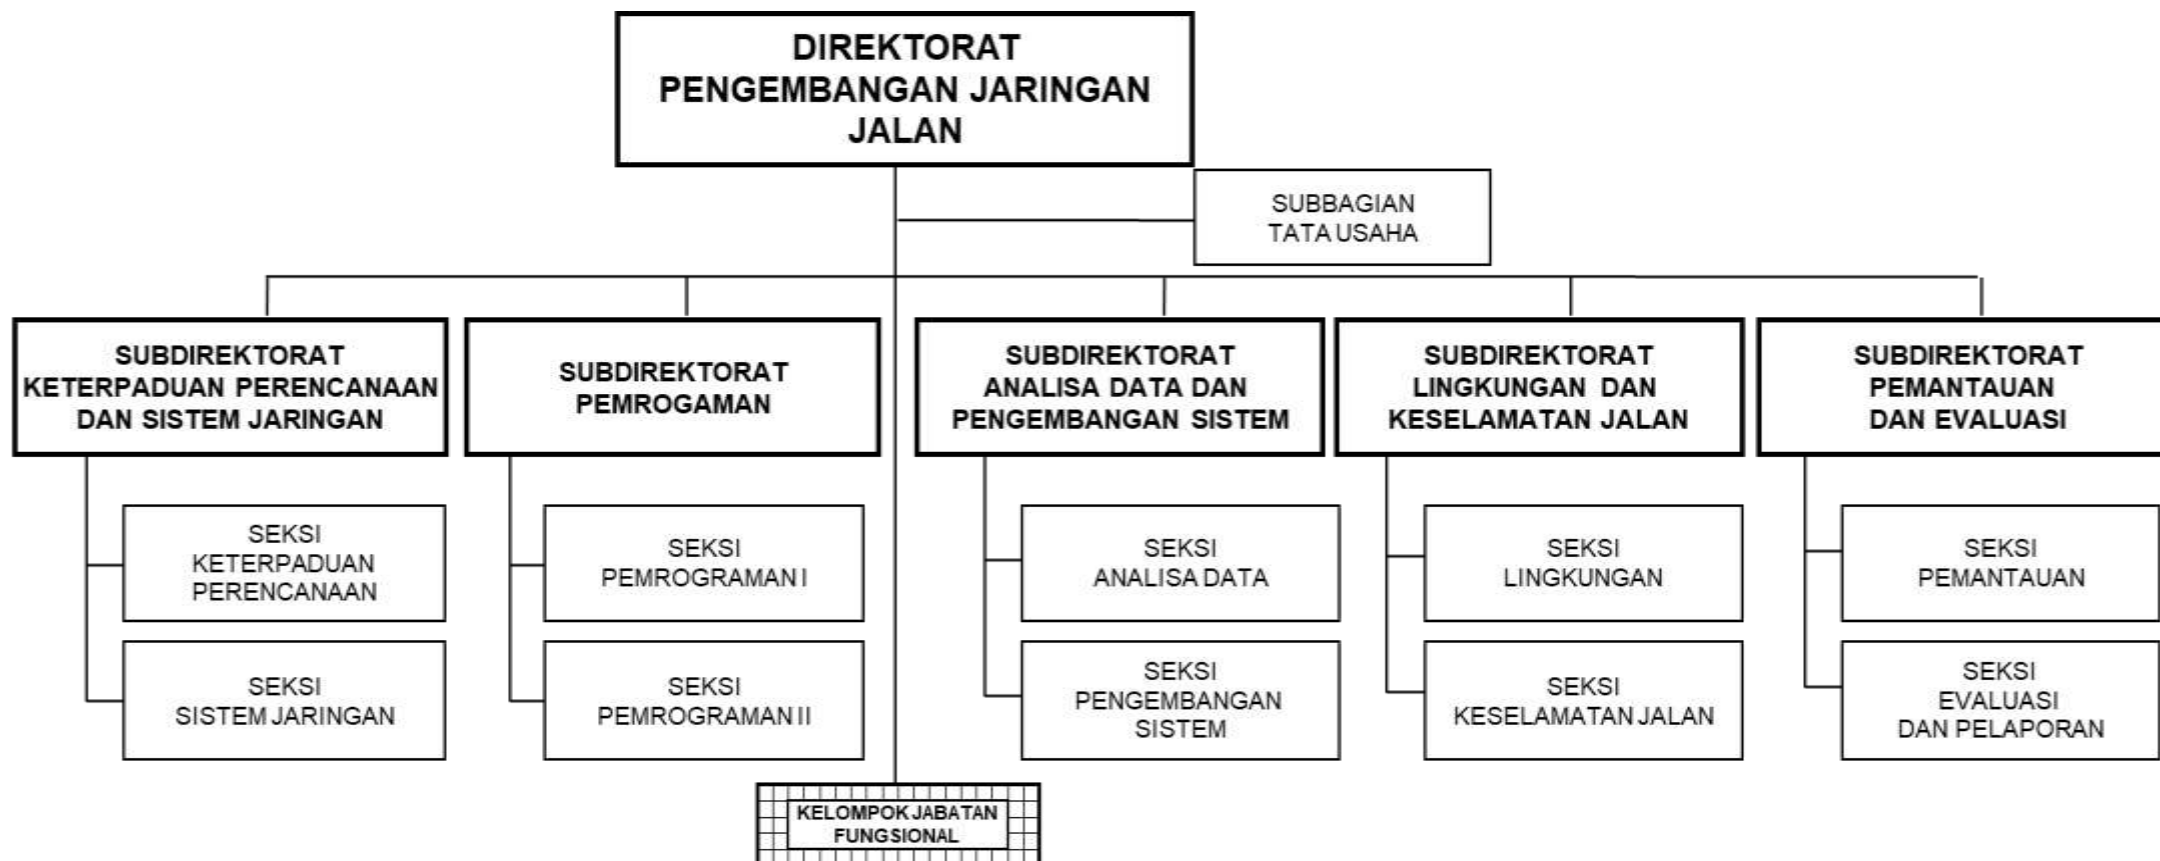 DIREKTORAT
PENGEMBANGAN JARINGAN
JALAN
SUBBAGIAN
TATA USAHA
SUBDIREKTORAT
KETERPADUAN PERENCANAAN
DAN SISTEM JARINGAN
SUBDIREKTORAT
PEMROGAMAN
SUBDIREKTORAT
ANALISA DATA DAN
PENGEMBANGAN SISTEM
SUBDIREKTORAT
LINGKUNGAN DAN
KESELAMATAN JALAN
SUBDIREKTORAT
PEMANTAUAN
DAN EVALUASI
SEKSI
KETERPADUAN
PERENCANAAN
SEKSI
PEMROGRAMAN I
SEKSI
ANALISA DATA
SEKSI
LINGKUNGAN
SEKSI
PEMANTAUAN
SEKSI
SISTEM JARINGAN
SEKSI
PEMROGRAMAN II
SEKSI
PENGEMBANGAN
SISTEM
SEKSI
KESELAMATAN JALAN
SEKSI
EVALUASI
DAN PELAPORAN
KELOMPOK JABATAN
FUNGSIONAL